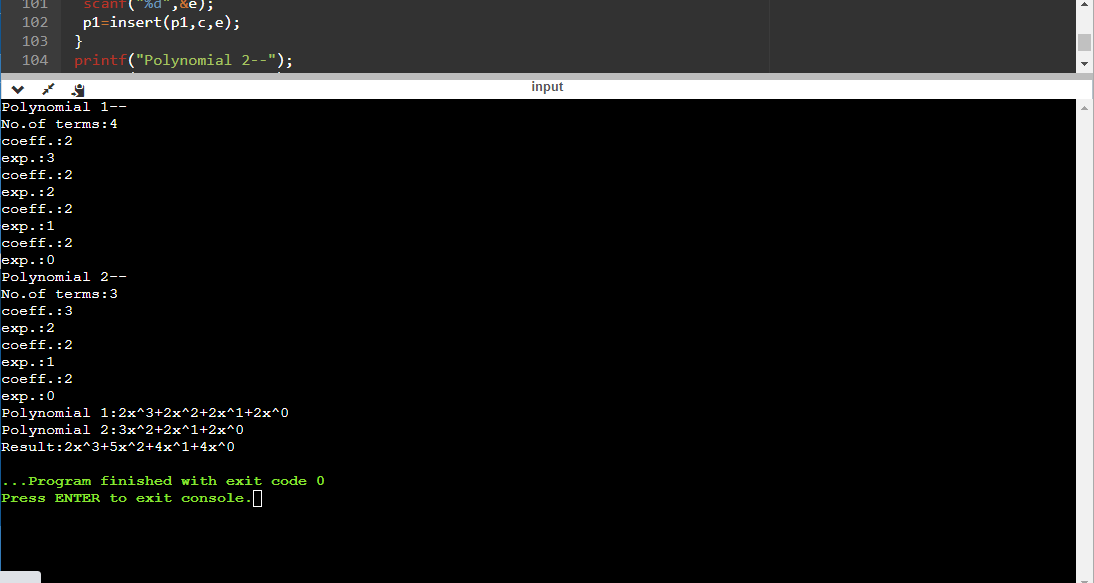 101 scanf("%d",&e);
102 p1=insert(p1,c,e);
103 }
104 printf("Polynomial 2--");
input
Polynomial 1--
No.of terms:4
coeff.:2
exp.:3
coeff.:2
exp.:2
coeff.:2
exp.:1
coeff.:2
exp.:0
Polynomial 2--
No.of terms:3
coeff.:3
exp.:2
coeff.:2
exp.:1
coeff.:2
exp.:0
Polynomial 1:2x^3+2x^2+2x^1+2x^0
Polynomial 2:3x^2+2x^1+2x^0
Result:2x^3+5x^2+4x^1+4x^0
...Program finished with exit code 0
Press ENTER to exit console.